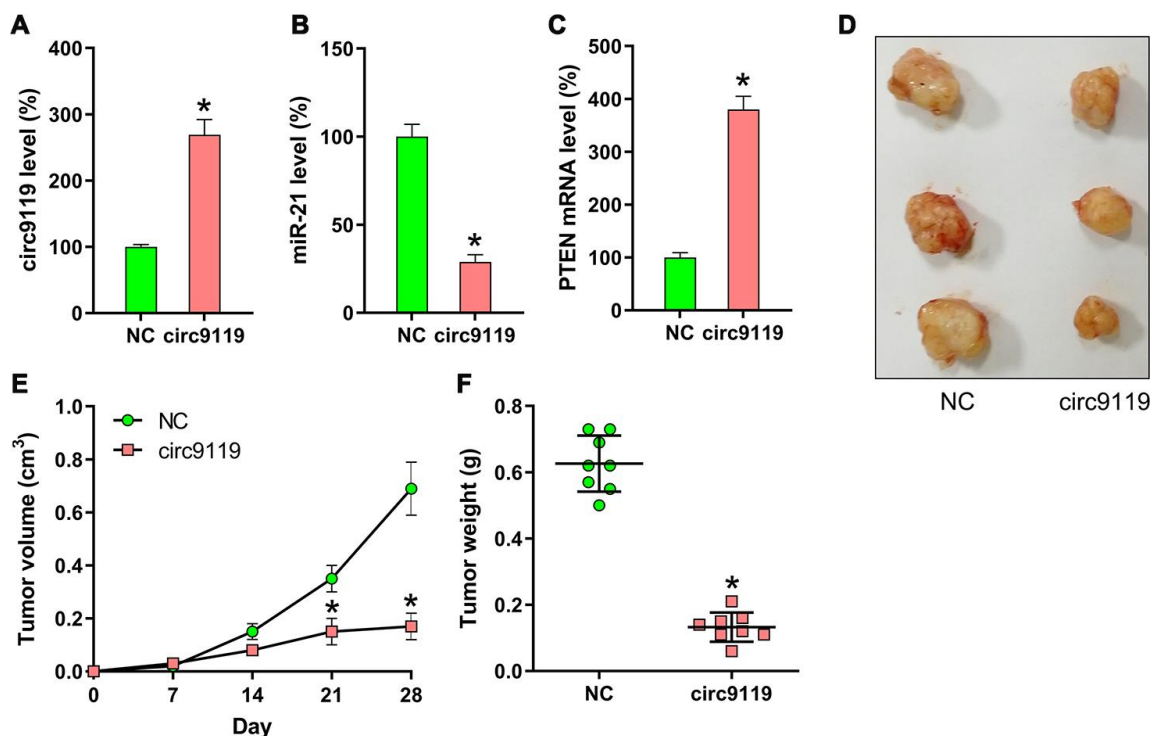 A
circ9119 level (%)
400
300
200
100
0
*
NC circ9119
B
miR-21 level (%)
150
100
50
0
*
NC circ9119
C
PTEN mRNA level (%)
500
400
300
200
100
0
*
NC circ9119
D
NC circ9119
E
Tumor volume (cm³)
1.0
0.8
0.6
0.4
0.2
0.0
NC
circ9119
* *
0 7 14 21 28
Day
F
Tumor weight (g)
0.8
0.6
0.4
0.2
0.0
*
NC circ9119